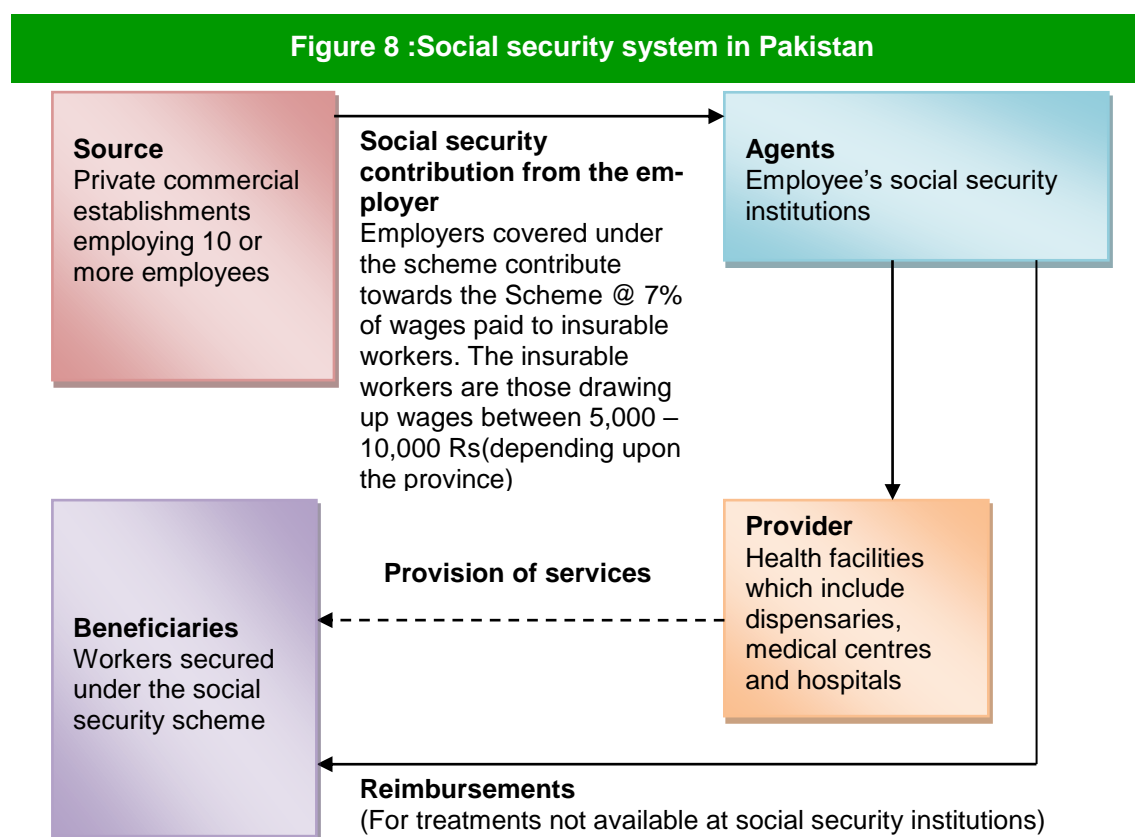 Figure 8 :Social security system in Pakistan
Source
Private commercial
establishments
employing 10 or
more employees
Social security
contribution from the em-
ployer
Employers covered under
the scheme contribute
towards the Scheme @ 7%
of wages paid to insurable
workers. The insurable
workers are those drawing
up wages between 5,000 –
10,000 Rs(depending upon
the province)
Agents
Employee’s social security
institutions
Provider
Health facilities
which include
dispensaries,
medical centres
and hospitals
Provision of services
Beneficiaries
Workers secured
under the social
security scheme
Reimbursements
(For treatments not available at social security institutions)